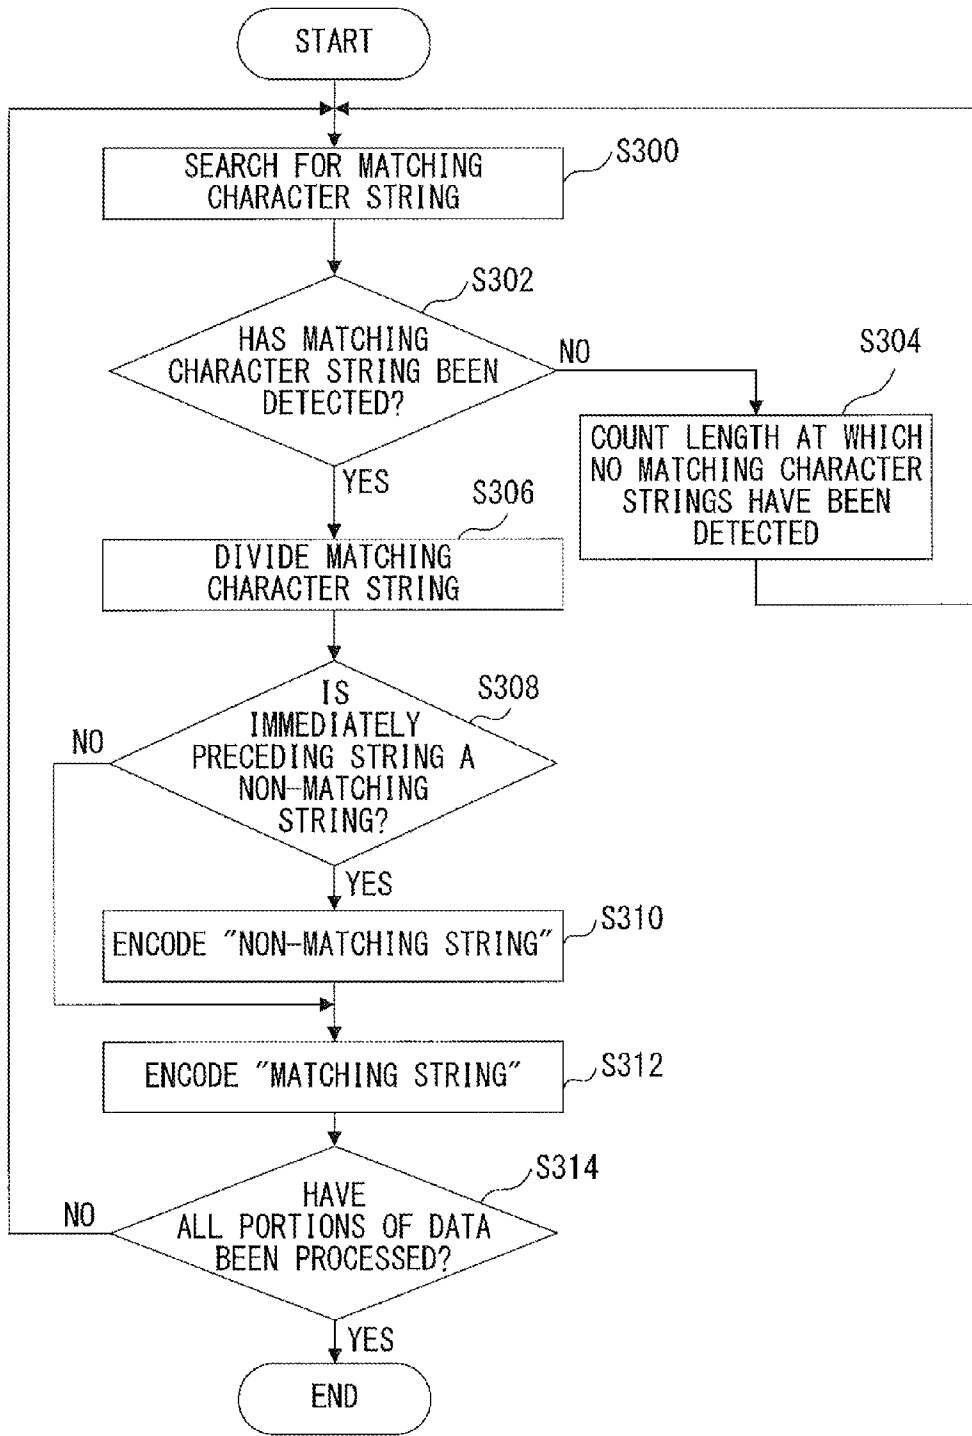 START
SEARCH FOR MATCHING
CHARACTER STRING
S300
S302
HAS MATCHING
CHARACTER STRING BEEN
DETECTED?
NO
S304
COUNT LENGTH AT WHICH
NO MATCHING CHARACTER
STRINGS HAVE BEEN
DETECTED
YES
S306
DIVIDE MATCHING
CHARACTER STRING
S308
IS
IMMEDIATELY
PRECEDING STRING A
NON-MATCHING
STRING?
NO
YES
S310
ENCODE "NON-MATCHING STRING"
S312
ENCODE "MATCHING STRING"
S314
HAVE
ALL PORTIONS OF DATA
BEEN PROCESSED?
NO
YES
END